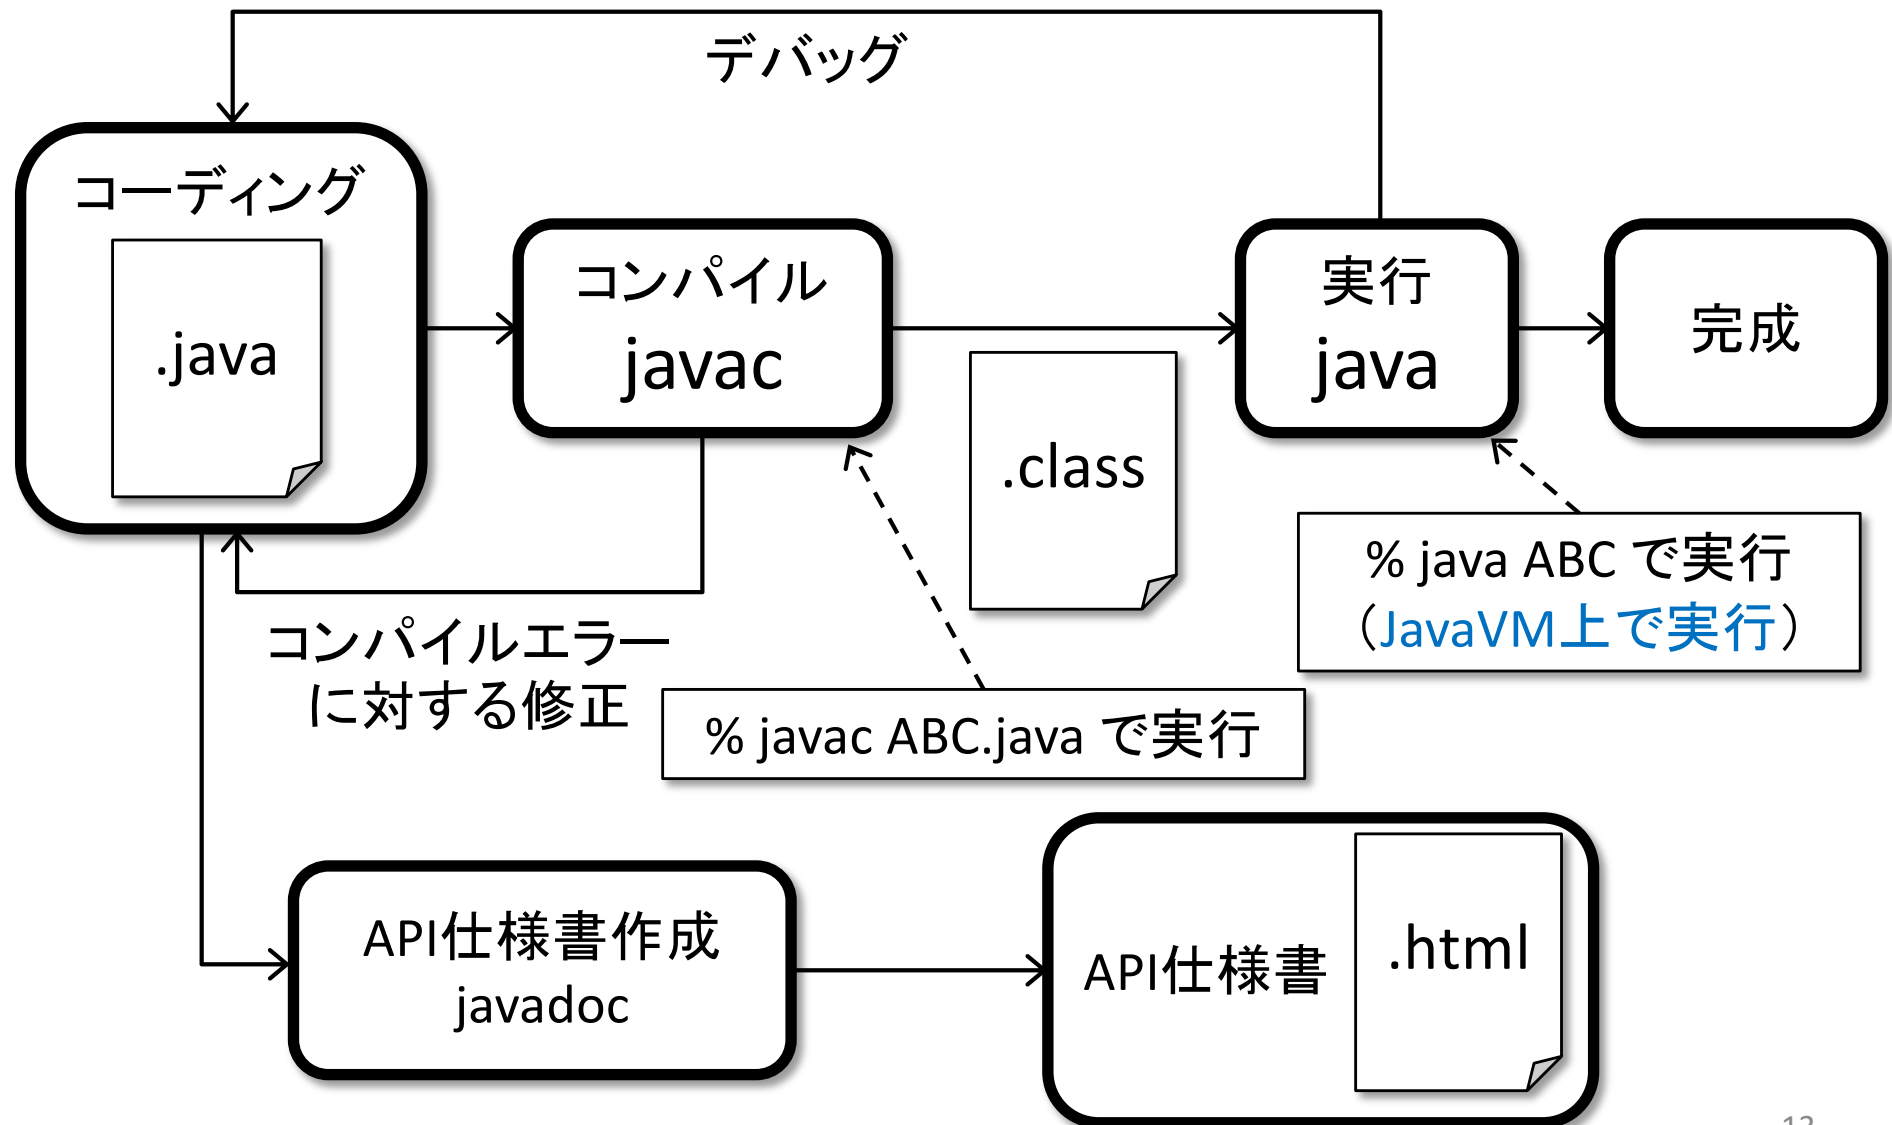 デバッグ
コーディング
.java
コンパイル
javac
実行
java
完成
.class
% java ABC で実行
（JavaVM上で実行）
コンパイルエラー
に対する修正
% javac ABC.java で実行
API仕様書作成
javadoc
API仕様書
.html